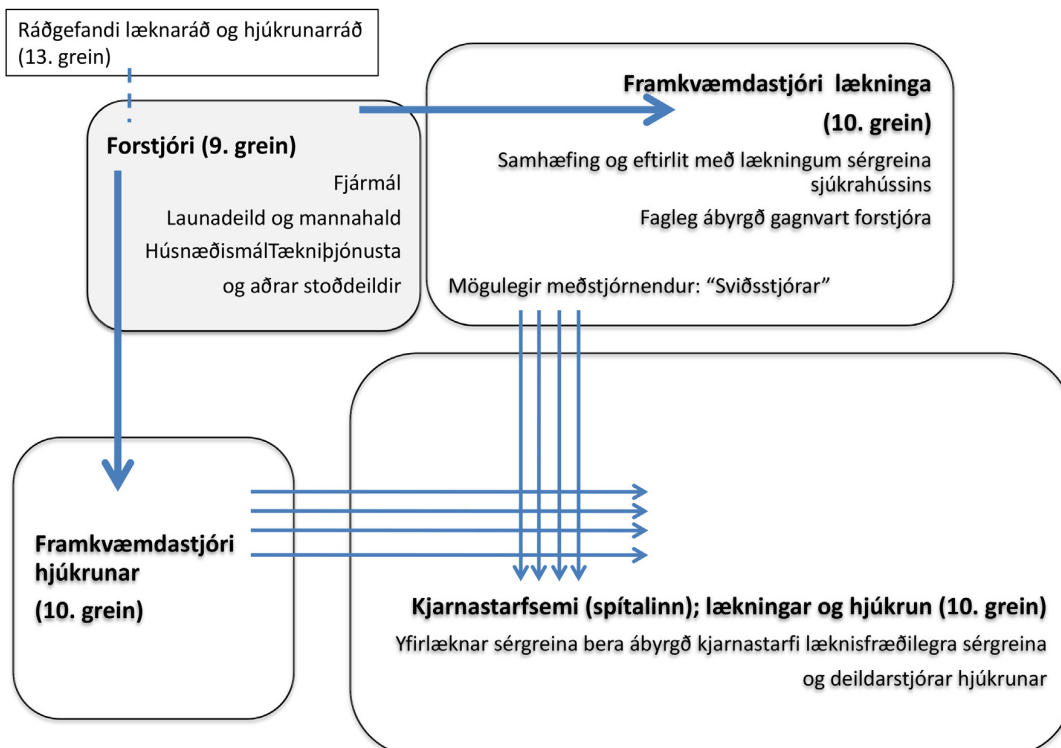 Ráðgefandi læknaráð og hjúkrunarráð
(13. grein)
Forstjóri (9. grein)
Fjármál
Launadeild og mannahald
HúsnæðismálTækniþjónusta
og aðrar stoðdeildir
Framkvæmdastjóri lækninga
(10. grein)
Samhæfing og eftirlit með lækningum sérgreina
sjúkrahússins
Fagleg ábyrgð gagnvart forstjóra
Mögulegir meðstjórnendur: “Sviðsstjórar”
Framkvæmdastjóri
hjúkrunar
(10. grein)
Kjarnastarfsemi (spítalinn); lækningar og hjúkrun (10. grein)
Yfirlæknar sérgreina bera ábyrgð kjarnastarfi læknisfræðilegra sérgreina
og deildarstjórar hjúkrunar